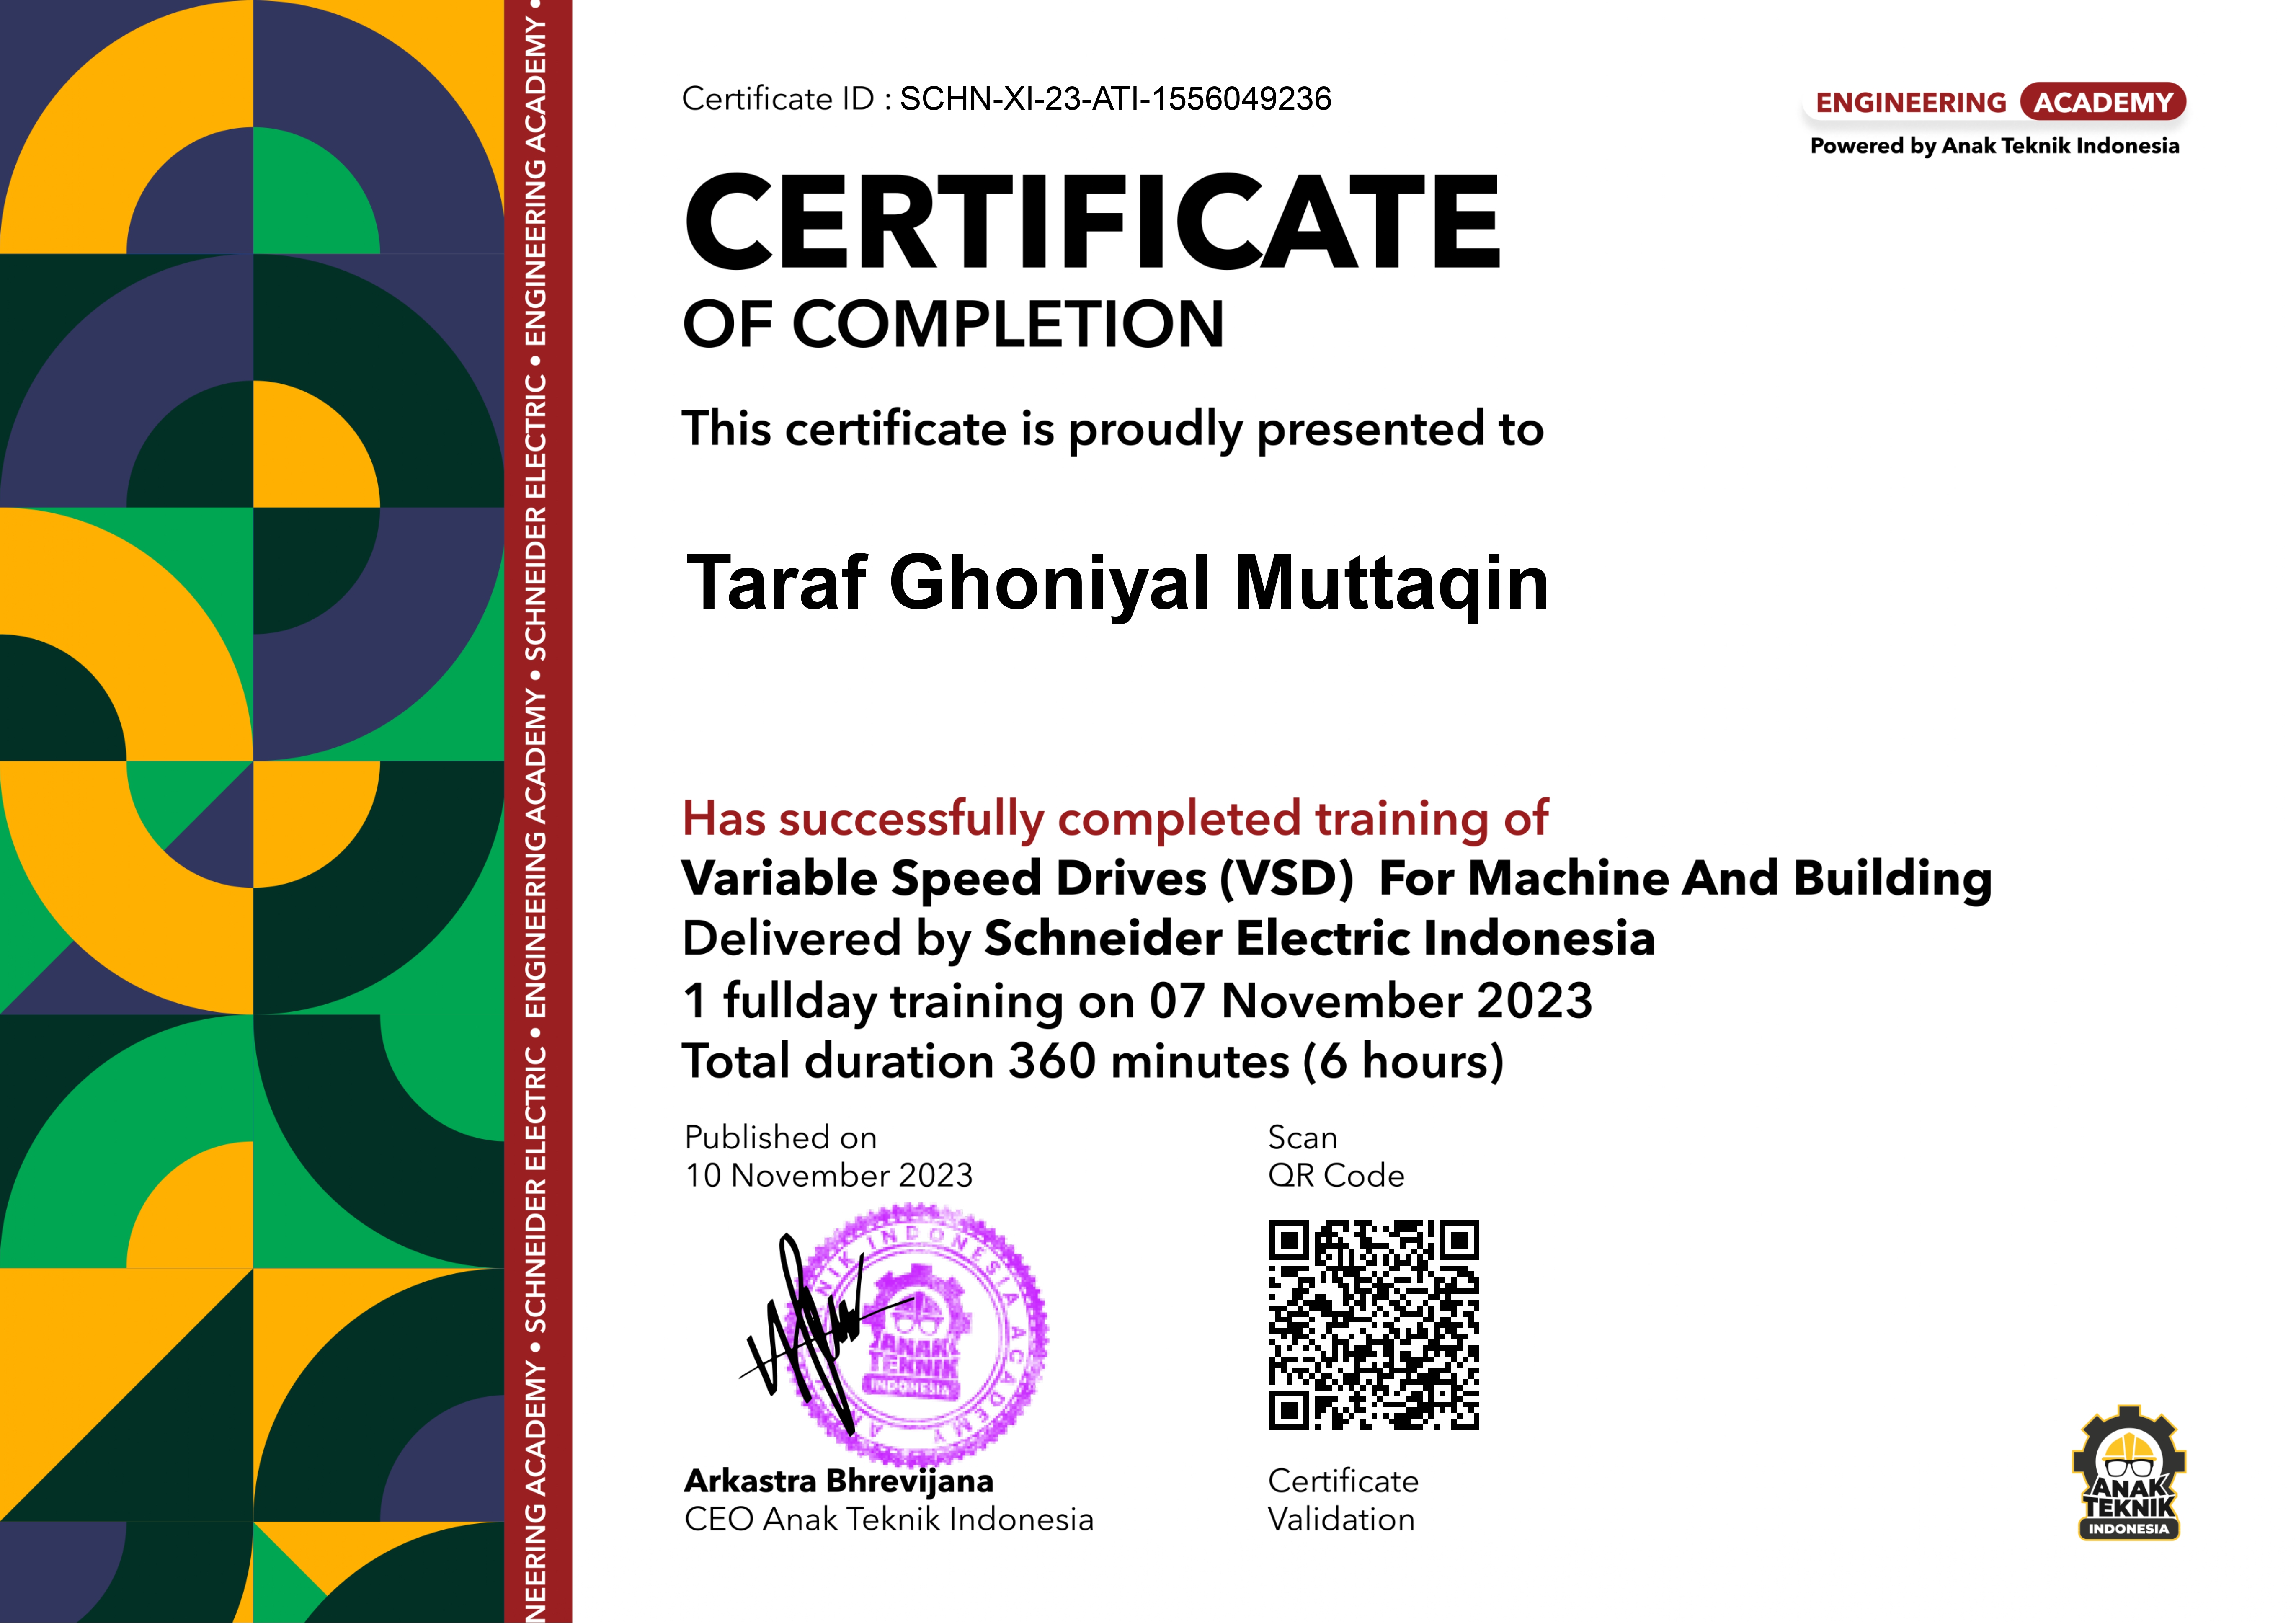 Certificate ID : SCHN-XI-23-ATI-1556049236
ENGINEERING ACADEMY
Powered by Anak Teknik Indonesia
CERTIFICATE
OF COMPLETION
This certificate is proudly presented to
Taraf Ghoniyal Muttaqin
Has successfully completed training of
Variable Speed Drives (VSD) For Machine And Building
Delivered by Schneider Electric Indonesia
1 fullday training on 07 November 2023
Total duration 360 minutes (6 hours)
Published on
10 November 2023
Scan
QR Code
NIK INDONESIA ACADEMY
ANAK
TEKNIK
INDONESIA
Arkastra Bhrevijana
CEO Anak Teknik Indonesia
Certificate
Validation
ANAK
TEKNIK
INDONESIA
NEERING ACADEMY • SCHNEIDER ELECTRIC • ENGINEERING ACADEMY • SCHNEIDER ELECTRIC • ENGINEERING ACADEMY •